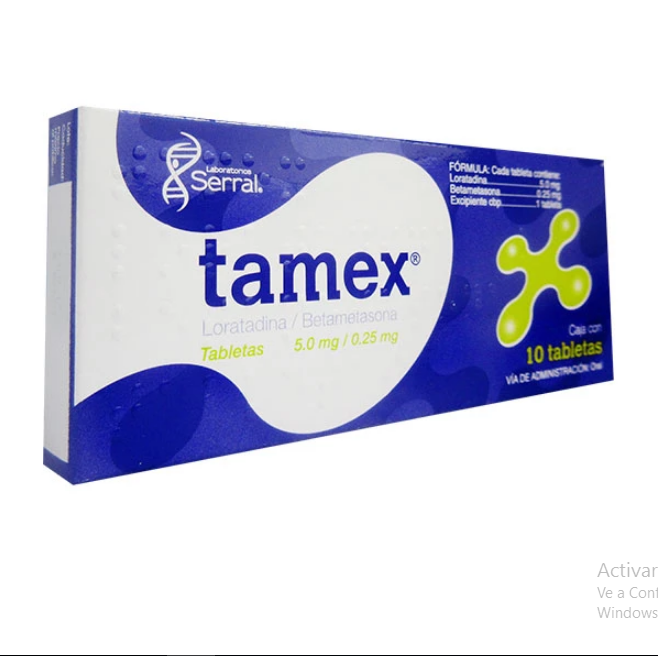 Laboratorios
Serral®
tamex®
Loratadina / Betametasona
Tabletas 5.0 mg / 0.25 mg
FÓRMULA: Cada tableta contiene:
Loratadina 5.0 mg
Betametasona 0.25 mg
Excipiente cbp 1 tableta
Caja con
10 tabletas
VÍA DE ADMINISTRACIÓN: Oral
Activar
Ve a Conf
Windows